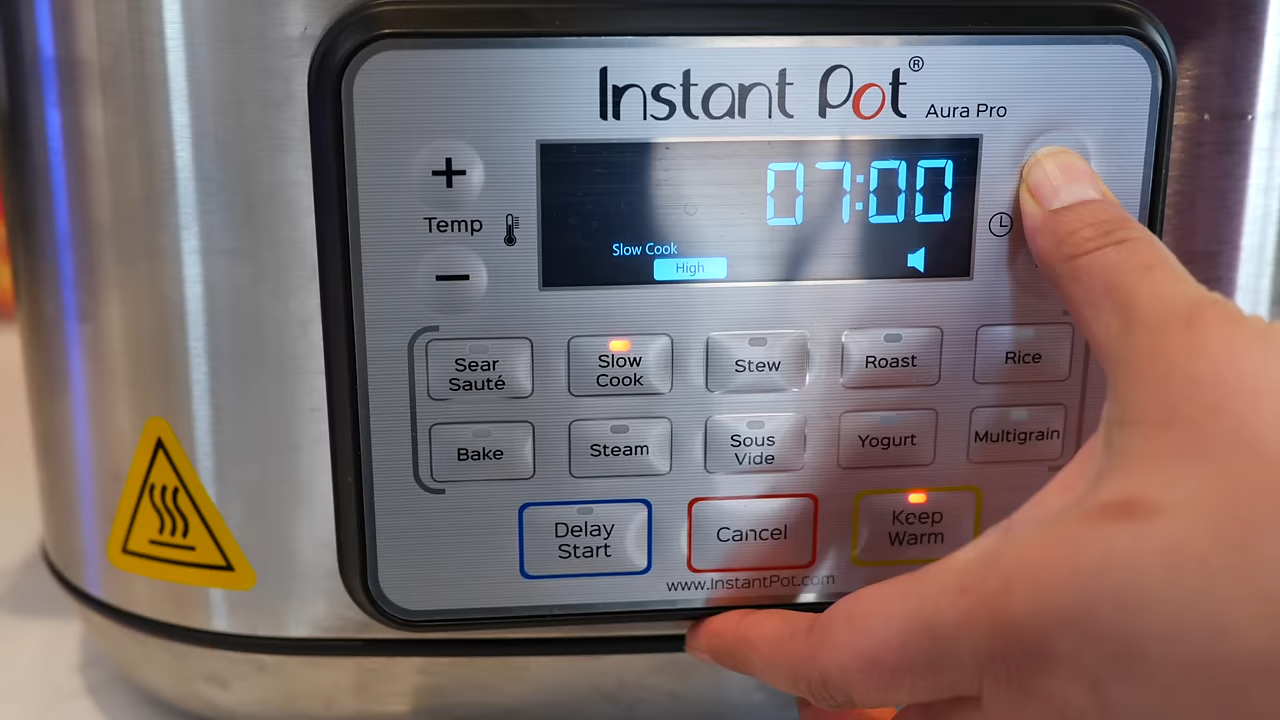 Instant Pot® Aura Pro
+
Temp
−
07:00
Slow Cook
High
Sear
Sauté
Slow
Cook
Stew
Roast
Rice
Bake
Steam
Sous
Vide
Yogurt
Multigrain
Delay
Start
Cancel
Keep
Warm
www.InstantPot.com